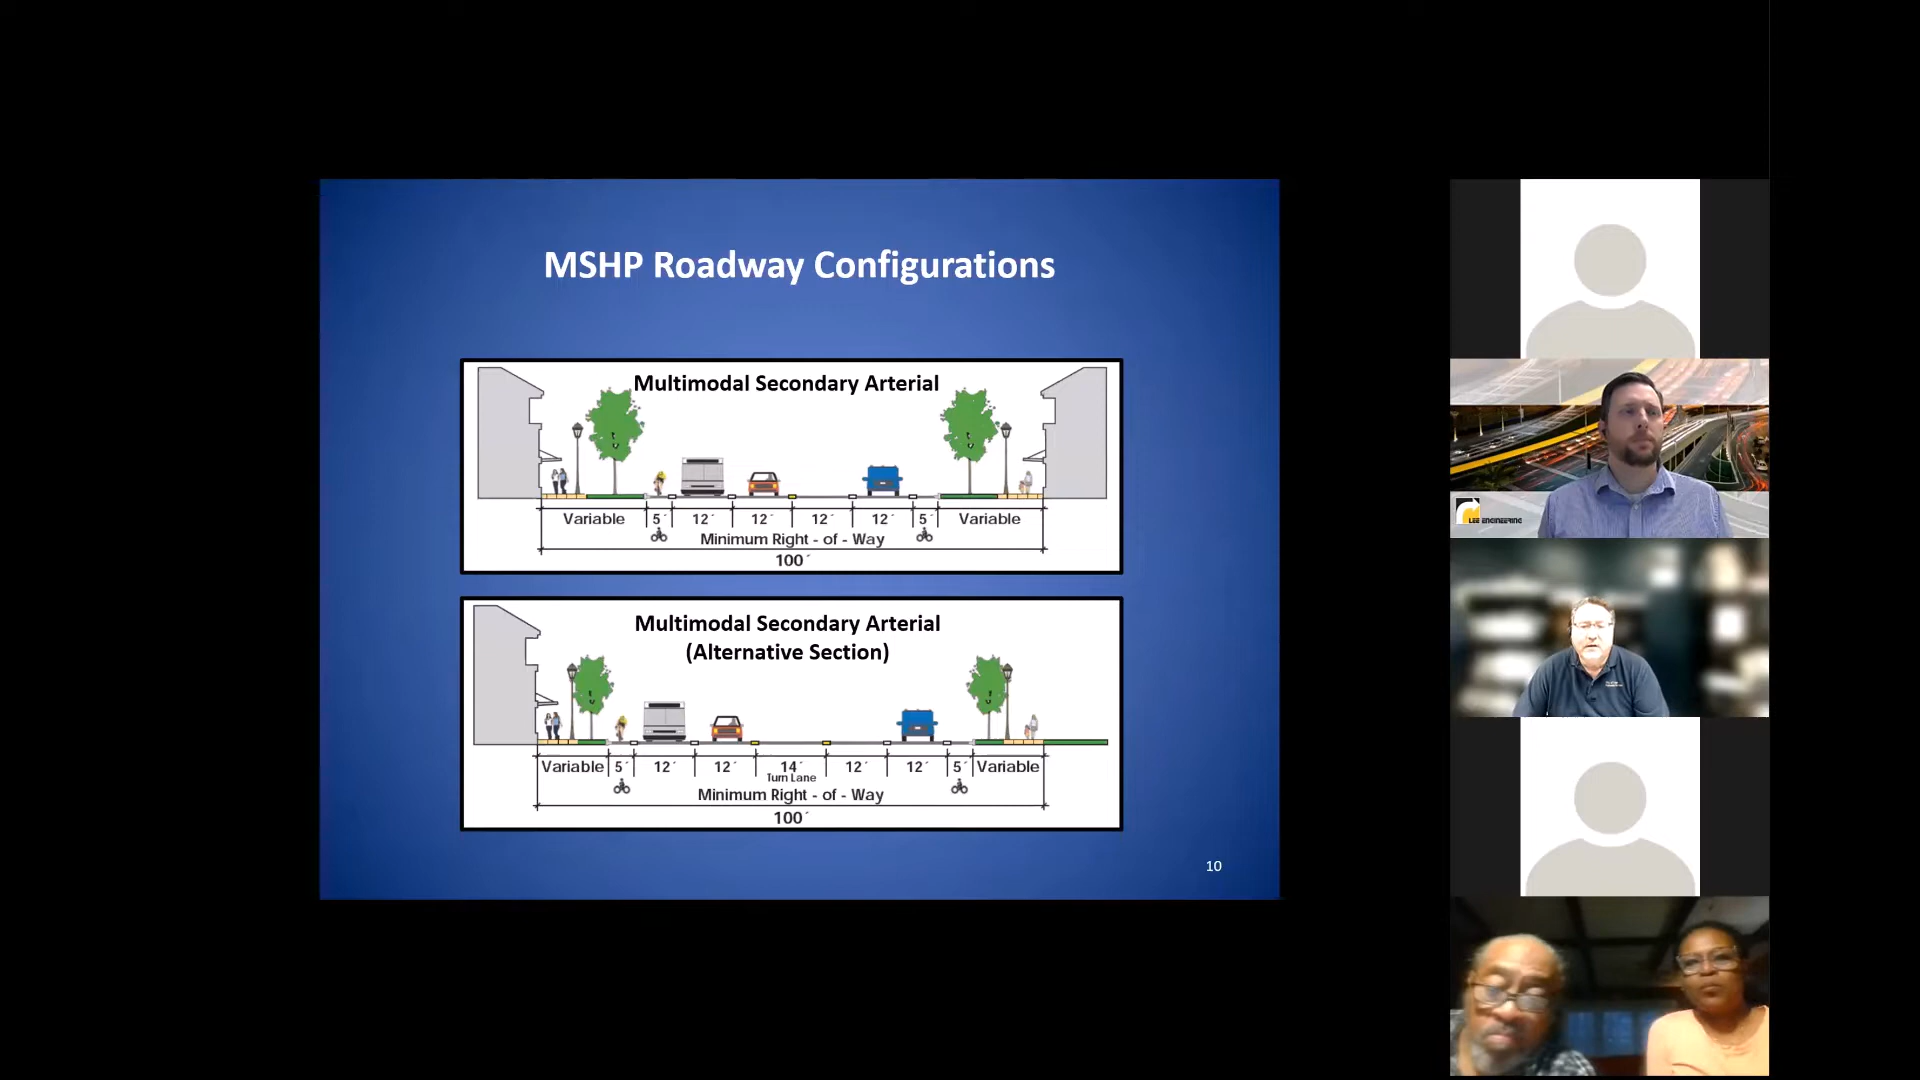 MSHP Roadway Configurations
Multimodal Secondary Arterial
Variable 5´ 12´ 12´ 12´ 12´ 5´ Variable
Minimum Right - of - Way
100´
Multimodal Secondary Arterial
(Alternative Section)
Variable 5´ 12´ 12´ 14´ 12´ 12´ 5´ Variable
Turn Lane
Minimum Right - of - Way
100´
10
LEE ENGINEERING